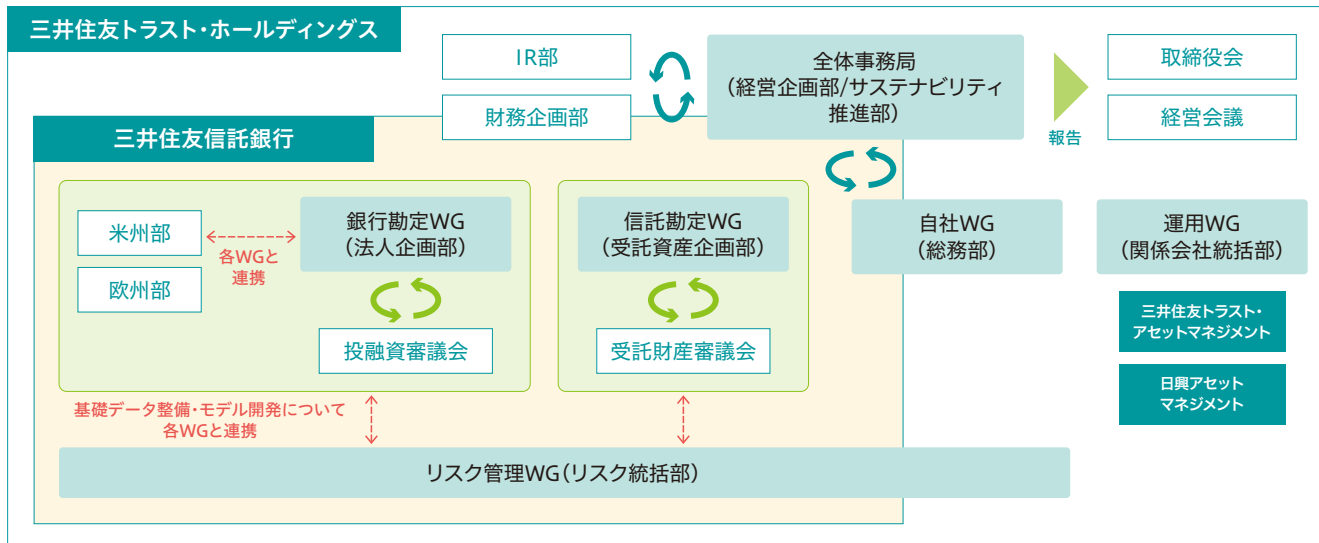 三井住友トラスト・ホールディングス
IR部
財務企画部
全体事務局
(経営企画部/サステナビリティ
推進部)
報告
取締役会
経営会議
三井住友信託銀行
米州部
欧州部
各WGと
連携
銀行勘定WG
(法人企画部)
投融資審議会
信託勘定WG
(受託資産企画部)
受託財産審議会
自社WG
(総務部)
運用WG
(関係会社統括部)
三井住友トラスト・
アセットマネジメント
日興アセット
マネジメント
基礎データ整備・モデル開発について
各WGと連携
リスク管理WG(リスク統括部)